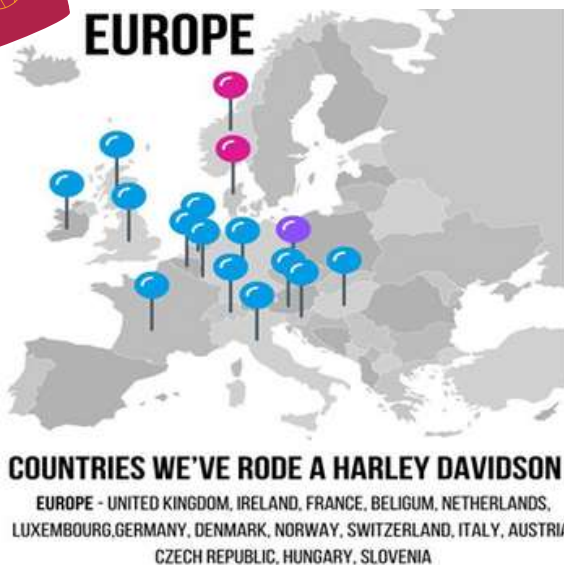 EUROPE
COUNTRIES WE'VE RODE A HARLEY DAVIDSON
EUROPE - UNITED KINGDOM, IRELAND, FRANCE, BELIGUM, NETHERLANDS,
LUXEMBOURG,GERMANY, DENMARK, NORWAY, SWITZERLAND, ITALY, AUSTRIA
CZECH REPUBLIC, HUNGARY, SLOVENIA